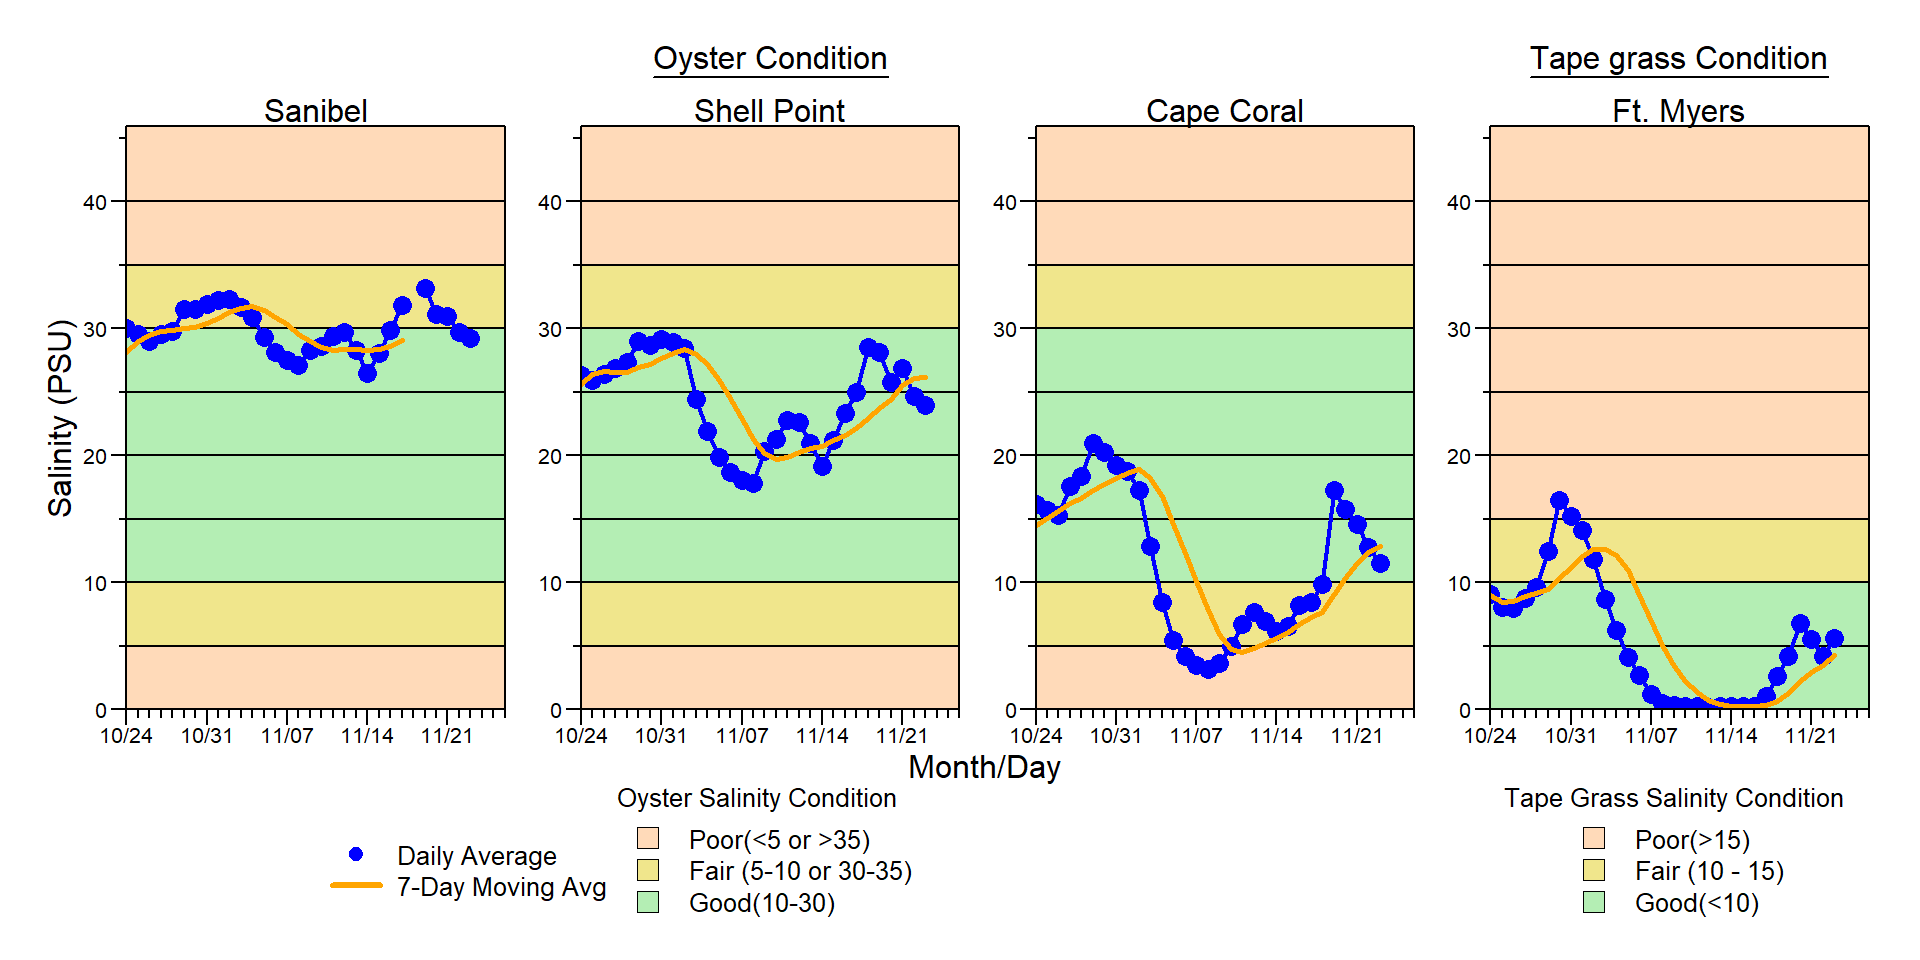 Oyster Condition
Tape grass Condition
Sanibel
Shell Point
Cape Coral
Ft. Myers
Salinity (PSU)
40
30
20
10
0
10/24
10/31
11/07
11/14
11/21
40
30
20
10
0
10/24
10/31
11/07
11/14
11/21
40
30
20
10
0
10/24
10/31
11/07
11/14
11/21
40
30
20
10
0
10/24
10/31
11/07
11/14
11/21
Month/Day
Daily Average
7-Day Moving Avg
Oyster Salinity Condition
Poor(<5 or >35)
Fair (5-10 or 30-35)
Good(10-30)
Tape Grass Salinity Condition
Poor(>15)
Fair (10 - 15)
Good(<10)